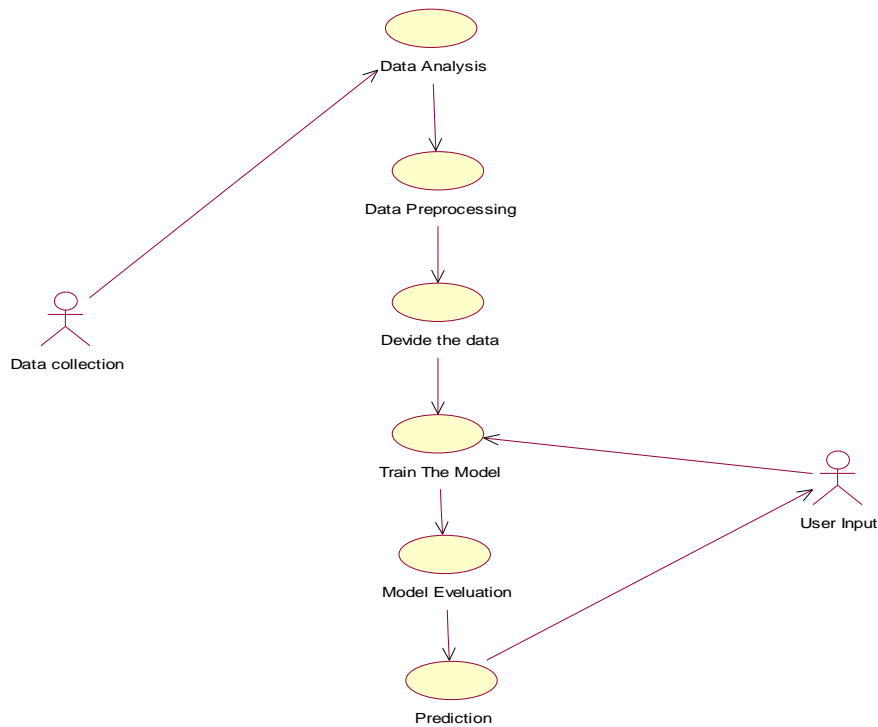 Data Analysis
Data Preprocessing
Devide the data
Data collection
Train The Model
User Input
Model Eveluation
Prediction